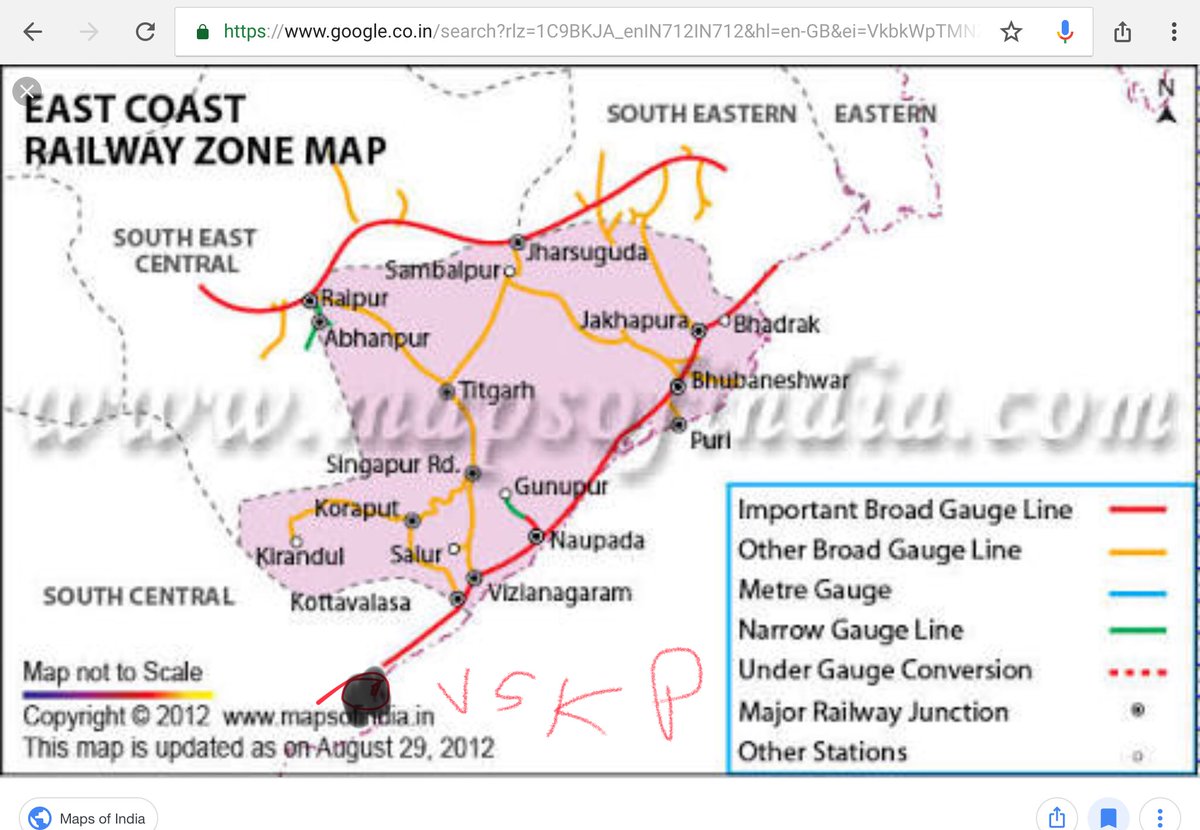 https://www.google.co.in/search?rlz=1C9BKJA_enIN712IN712&hl=en-GB&ei=VkbkWpTMN
EAST COAST
RAILWAY ZONE MAP
N
SOUTH EASTERN
EASTERN
SOUTH EAST
CENTRAL
Jharsuguda
Sambalpur
Raipur
Abhanpur
Jakhapura
Bhadrak
Titgarh
Bhubaneshwar
www.mapsofindia.com
Puri
Singapur Rd.
Gunupur
Koraput
Naupada
Kirandul
Salur
SOUTH CENTRAL
Kottavalasa
Vizianagaram
Important Broad Gauge Line
Other Broad Gauge Line
Metre Gauge
Narrow Gauge Line
Under Gauge Conversion
Major Railway Junction
Other Stations
Map not to Scale
VSKP
Copyright © 2012 www.mapsofindia.in
This map is updated as on August 29, 2012
Maps of India